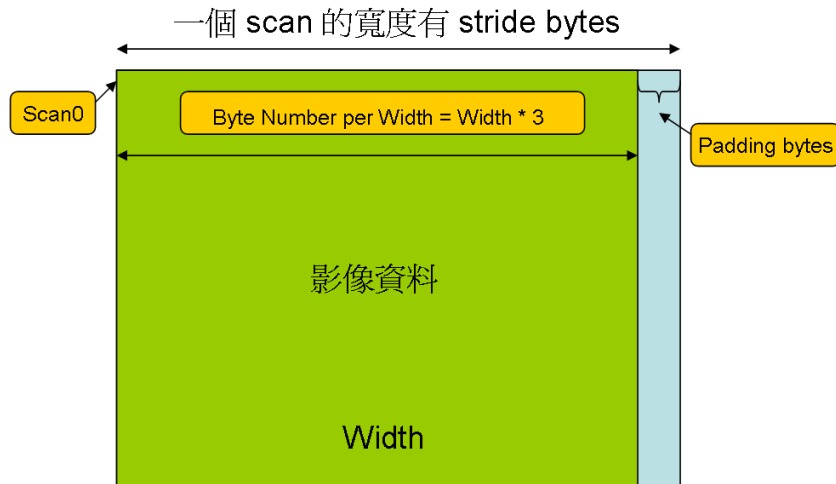 一個 scan 的寬度有 stride bytes
Scan0
Byte Number per Width = Width * 3
Padding bytes
影像資料
Width